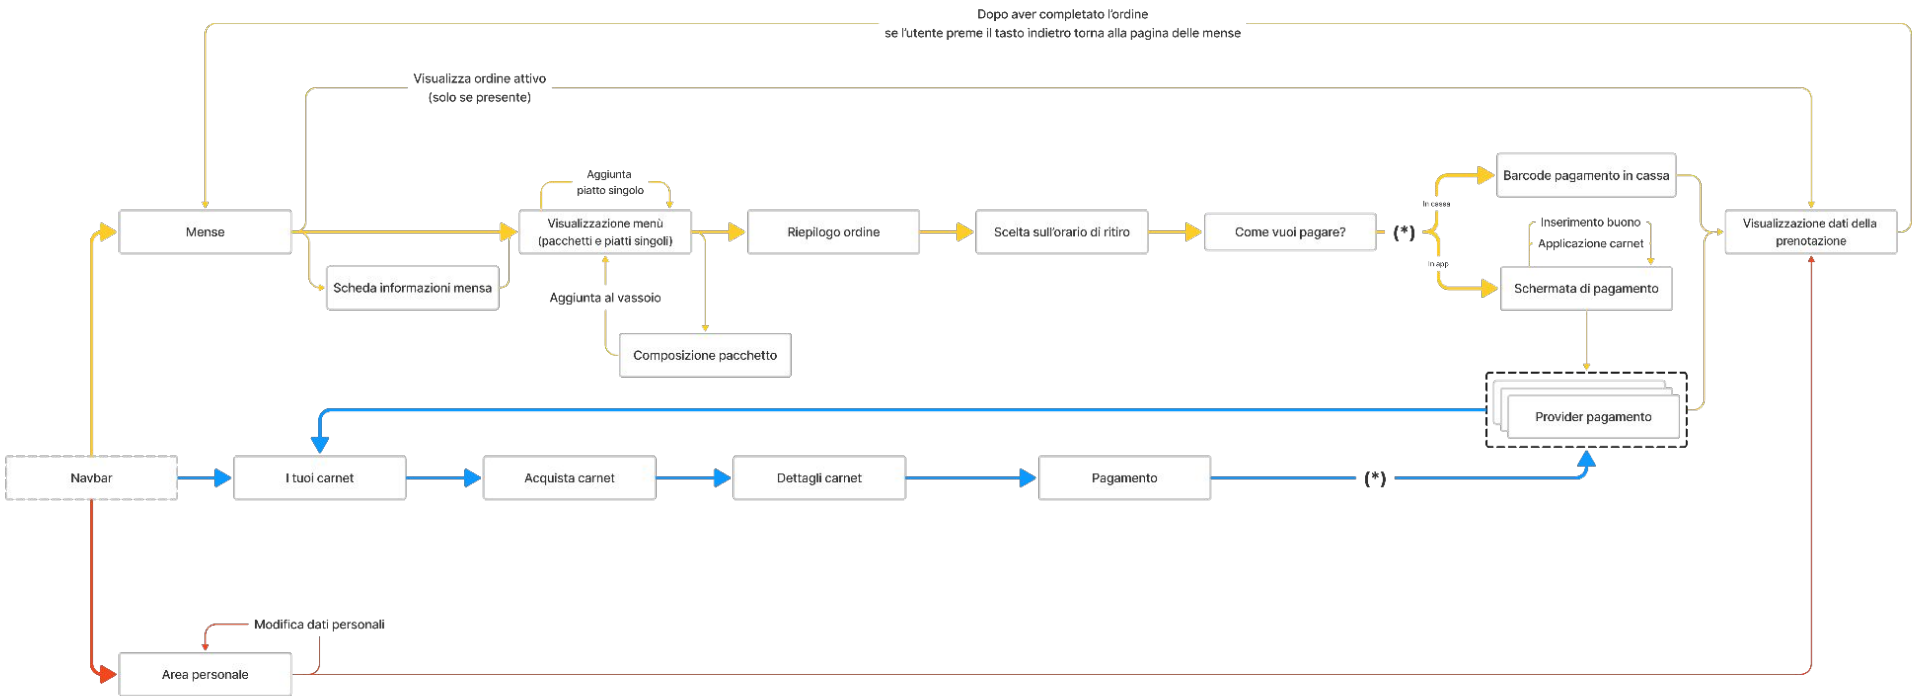 Dopo aver completato l'ordine
se l'utente preme il tasto indietro torna alla pagina delle mense
Visualizza ordine attivo
(solo se presente)
Aggiunta
piatto singolo
Barcode pagamento in cassa
In cassa
Mense
Visualizzazione menù
(pacchetti e piatti singoli)
Riepilogo ordine
Scelta sull'orario di ritiro
Come vuoi pagare?
(*)
Inserimento buono
Applicazione carnet
Visualizzazione dati della
prenotazione
In app
Scheda informazioni mensa
Aggiunta al vassoio
Schermata di pagamento
Composizione pacchetto
Provider pagamento
Navbar
I tuoi carnet
Acquista carnet
Dettagli carnet
Pagamento
(*)
Modifica dati personali
Area personale